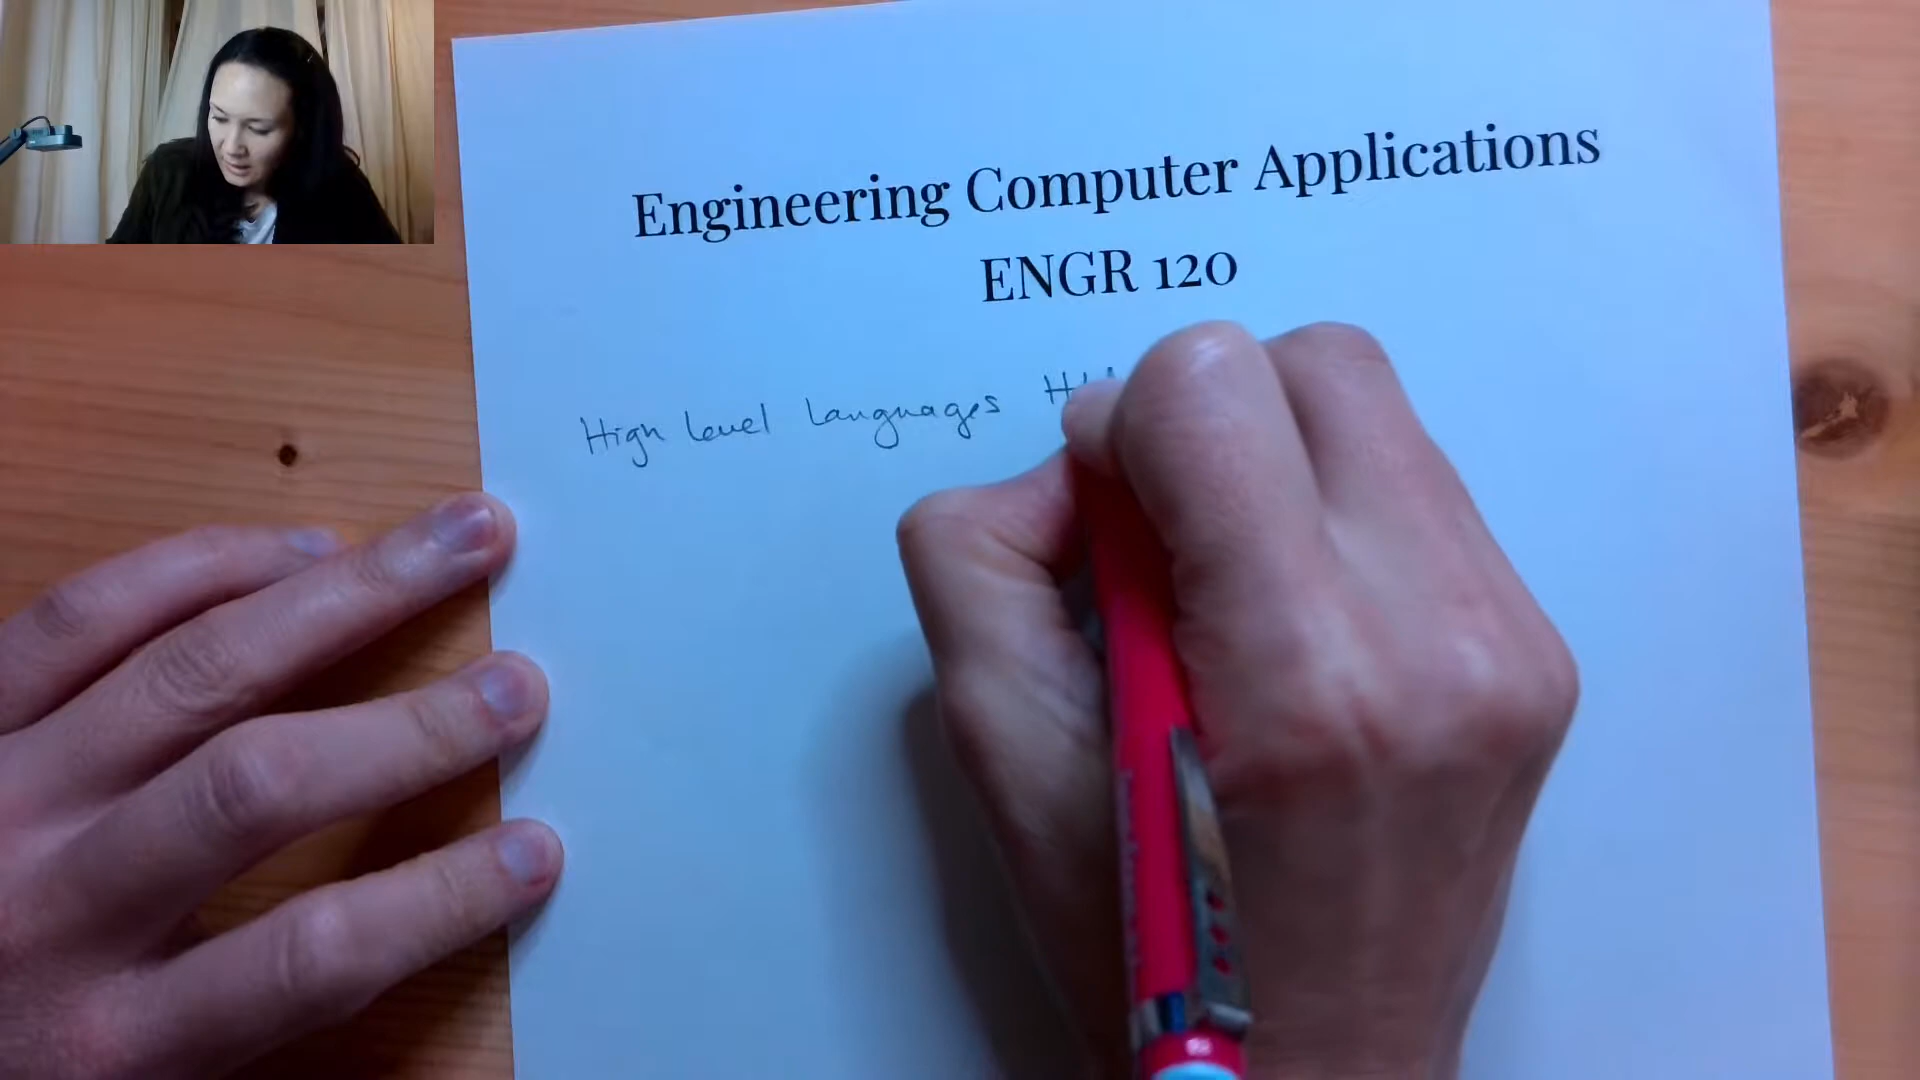 Engineering Computer Applications
ENGR 120
High level languages